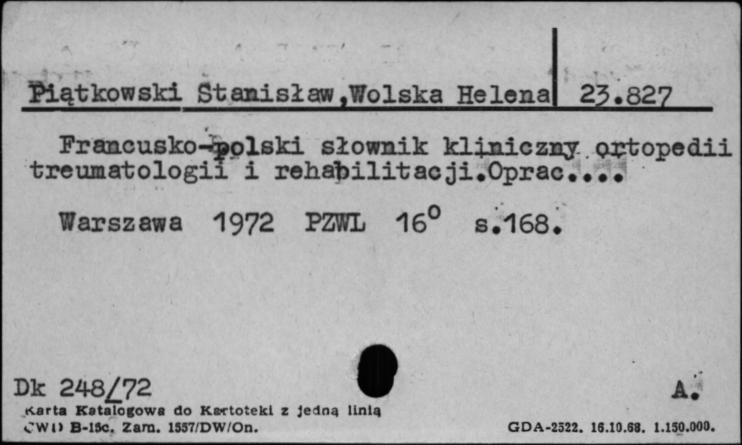 Piątkowski Stanisław,Wolska Helena 23.827
Francusko-polski słownik kliniczny ortopedii
treumatologii i rehabilitacji.Oprac....
Warszawa 1972 PZWL 16° s.168.
Dk 248/72 A.
Karta Katalogowa do Kartoteki z jedną linią
CWD B-15c. Zam. 1557/DW/On. GDA-2522. 16.10.68. 1.150.000.